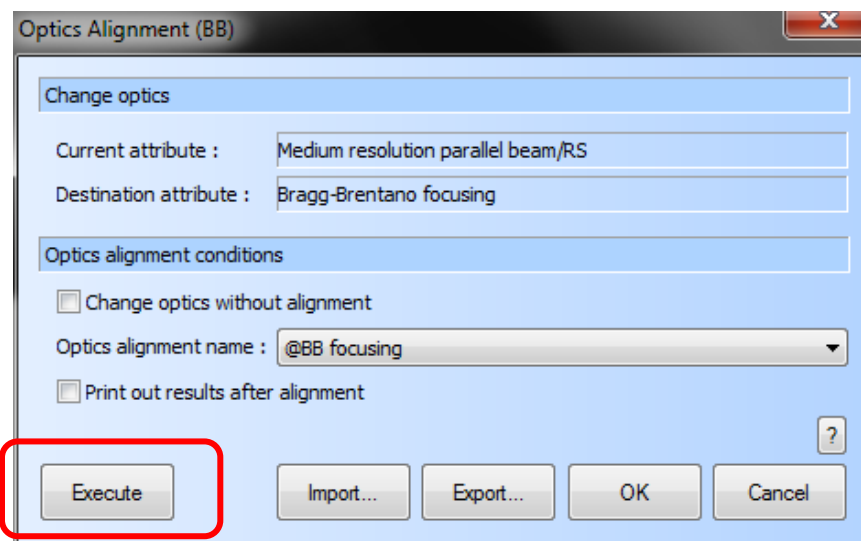 Optics Alignment (BB)
X
Change optics
Current attribute : Medium resolution parallel beam/RS
Destination attribute : Bragg-Brentano focusing
Optics alignment conditions
Change optics without alignment
Optics alignment name : @BB focusing
Print out results after alignment
?
Execute Import... Export... OK Cancel